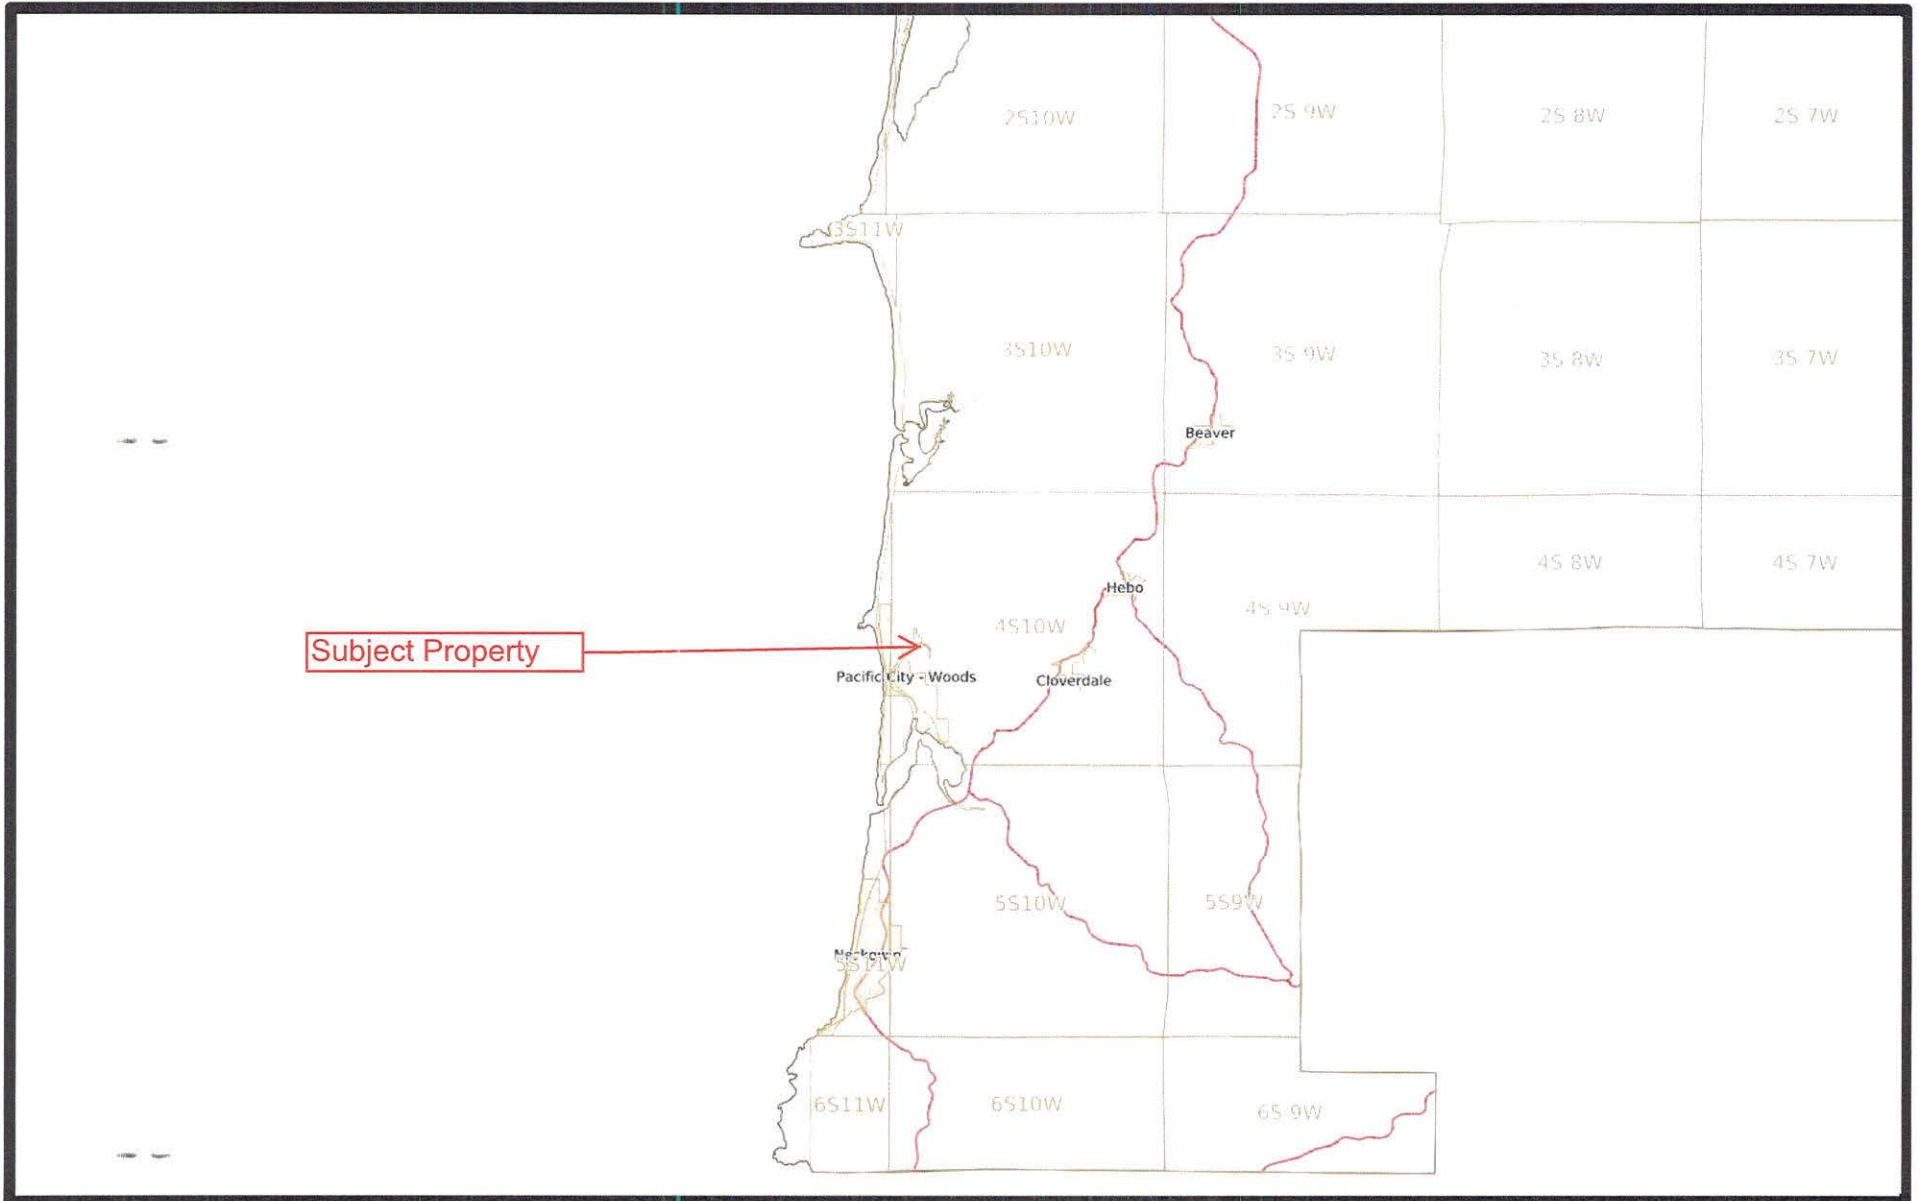 2S10W
2S 9W
2S 8W
2S 7W
3S11W
3S10W
3S 9W
3S 8W
3S 7W
Beaver
4S 8W
4S 7W
Hebo
4S 9W
4S10W
Subject Property
Pacific City - Woods
Cloverdale
5S10W
5S9W
5S11W
6S11W
6S10W
6S 9W